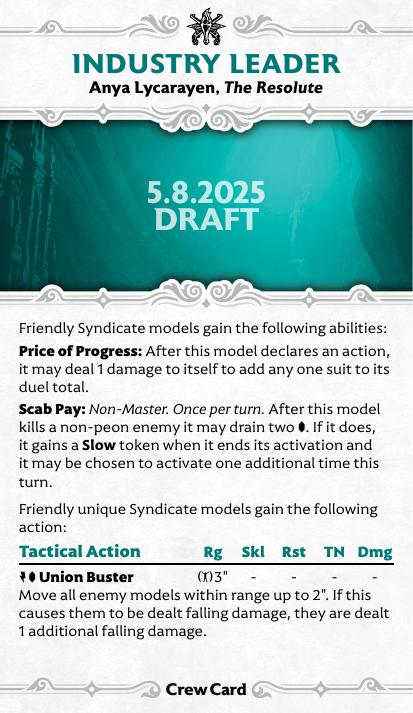 INDUSTRY LEADER
Anya Lycarayen, The Resolute
5.8.2025
DRAFT
Friendly Syndicate models gain the following abilities:
Price of Progress: After this model declares an action,
it may deal 1 damage to itself to add any one suit to its
duel total.
Scab Pay: Non-Master. Once per turn. After this model
kills a non-peon enemy it may drain two . If it does,
it gains a Slow token when it ends its activation and
it may be chosen to activate one additional time this
turn.
Friendly unique Syndicate models gain the following
action:
Tactical Action Rg Skl Rst TN Dmg
Union Buster 3" - - - -
Move all enemy models within range up to 2". If this
causes them to be dealt falling damage, they are dealt
1 additional falling damage.
Crew Card